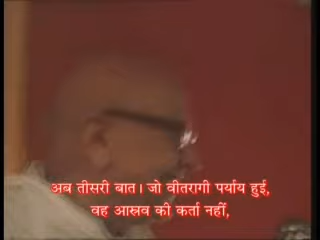 अब तीसरी बात। जो वीतरागी पर्याय हुई,
वह आस्रव की कर्ता नहीं,